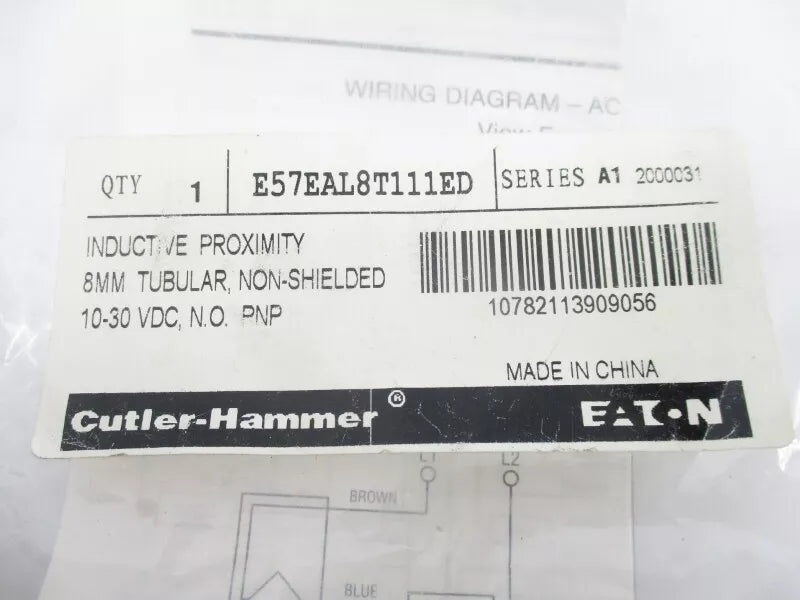 WIRING DIAGRAM – AC
View F
QTY 1 E57EAL8T111ED SERIES A1 2000031
INDUCTIVE PROXIMITY
8MM TUBULAR, NON-SHIELDED
10-30 VDC, N.O. PNP
10782113909056
MADE IN CHINA
Cutler-Hammer® EATON
L1 L2
BROWN
BLUE